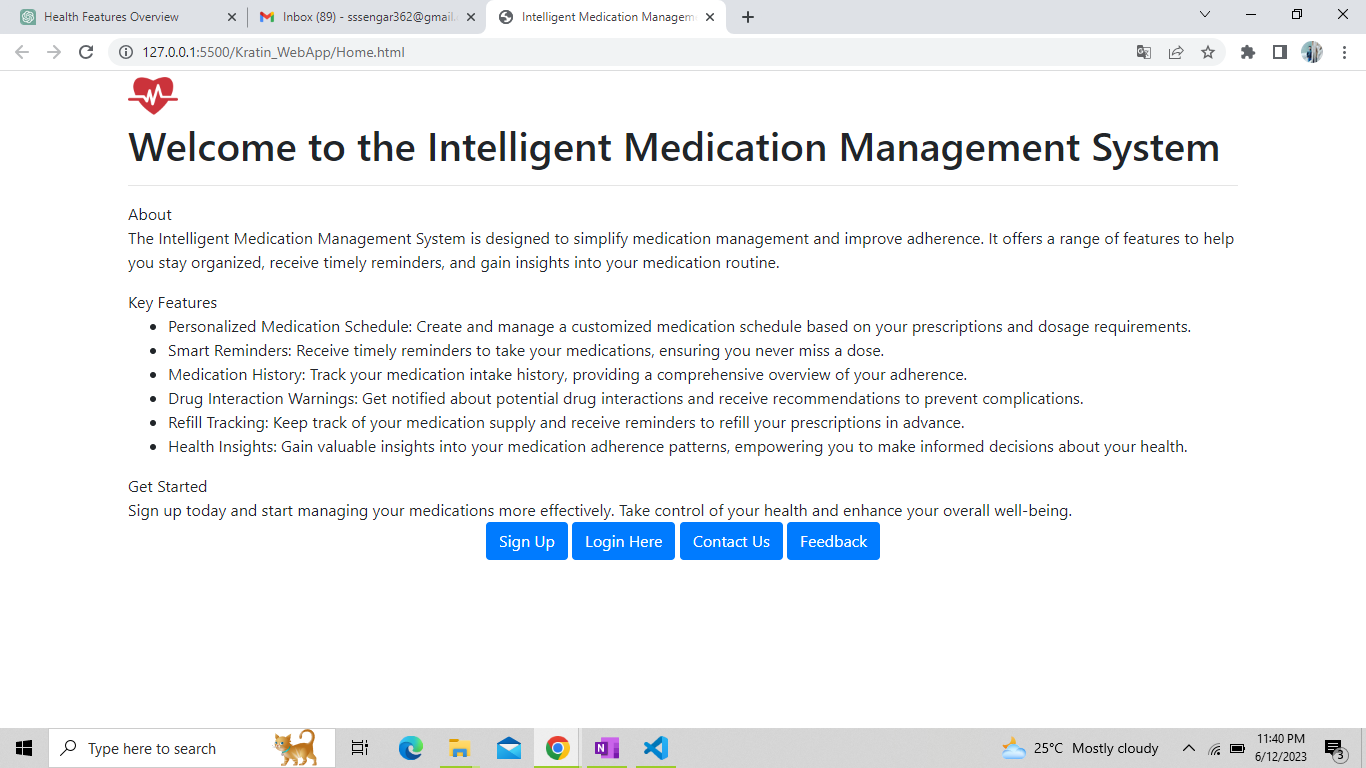 Health Features Overview
Inbox (89) - sssengar362@gmail.
Intelligent Medication Managem
127.0.0.1:5500/Kratin_WebApp/Home.html
Welcome to the Intelligent Medication Management System
About
The Intelligent Medication Management System is designed to simplify medication management and improve adherence. It offers a range of features to help
you stay organized, receive timely reminders, and gain insights into your medication routine.
Key Features
Personalized Medication Schedule: Create and manage a customized medication schedule based on your prescriptions and dosage requirements.
Smart Reminders: Receive timely reminders to take your medications, ensuring you never miss a dose.
Medication History: Track your medication intake history, providing a comprehensive overview of your adherence.
Drug Interaction Warnings: Get notified about potential drug interactions and receive recommendations to prevent complications.
Refill Tracking: Keep track of your medication supply and receive reminders to refill your prescriptions in advance.
Health Insights: Gain valuable insights into your medication adherence patterns, empowering you to make informed decisions about your health.
Get Started
Sign up today and start managing your medications more effectively. Take control of your health and enhance your overall well-being.
Sign Up Login Here Contact Us Feedback
Type here to search
N
25°C Mostly cloudy
11:40 PM
6/12/2023
3